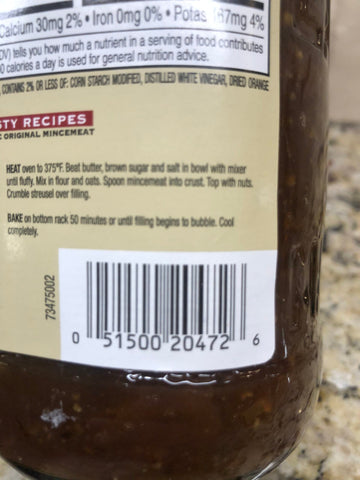 Calcium 30mg 2% • Iron 0mg 0% • Potas 167mg 4%
DV) tells you how much a nutrient in a serving of food contributes
0 calories a day is used for general nutrition advice.
CONTAINS 2% OR LESS OF: CORN STARCH MODIFIED, DISTILLED WHITE VINEGAR, DRIED ORANGE
STY RECIPES
ORIGINAL MINCEMEAT
HEAT oven to 375°F. Beat butter, brown sugar and salt in bowl with mixer
until fluffy. Mix in flour and oats. Spoon mincemeat into crust. Top with nuts.
Crumble streusel over filling.
BAKE on bottom rack 50 minutes or until filling begins to bubble. Cool
completely.
73475002
0 51500 20472 6